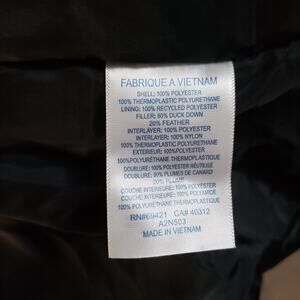 FABRIQUE A VIETNAM
SHELL: 100% POLYESTER
100% THERMOPLASTIC POLYURETHANE
LINING: 100% RECYCLED POLYESTER
FILLER: 80% DUCK DOWN
20% FEATHER
INTERLAYER: 100% POLYESTER
INTERLAYER: 100% NYLON
100% THERMOPLASTIC POLYURETHANE
EXTERIEUR: 100%POLYESTER
100%POLYURÉTHANE THERMOPLASTIQUE
DOUBLURE: 100% POLYESTER RÉUTILISÉ
DOUBLURE: 80% PLUMES DE CANARD
20% PLUME
COUCHE INTERIEURE: 100% POLYESTER
COUCHE INTERIEURE: 100% POLYAMIDE
100% POLYURETHANE THERMOPLASTIQUE
RN#69421 CA# 40312
A2N503
MADE IN VIETNAM